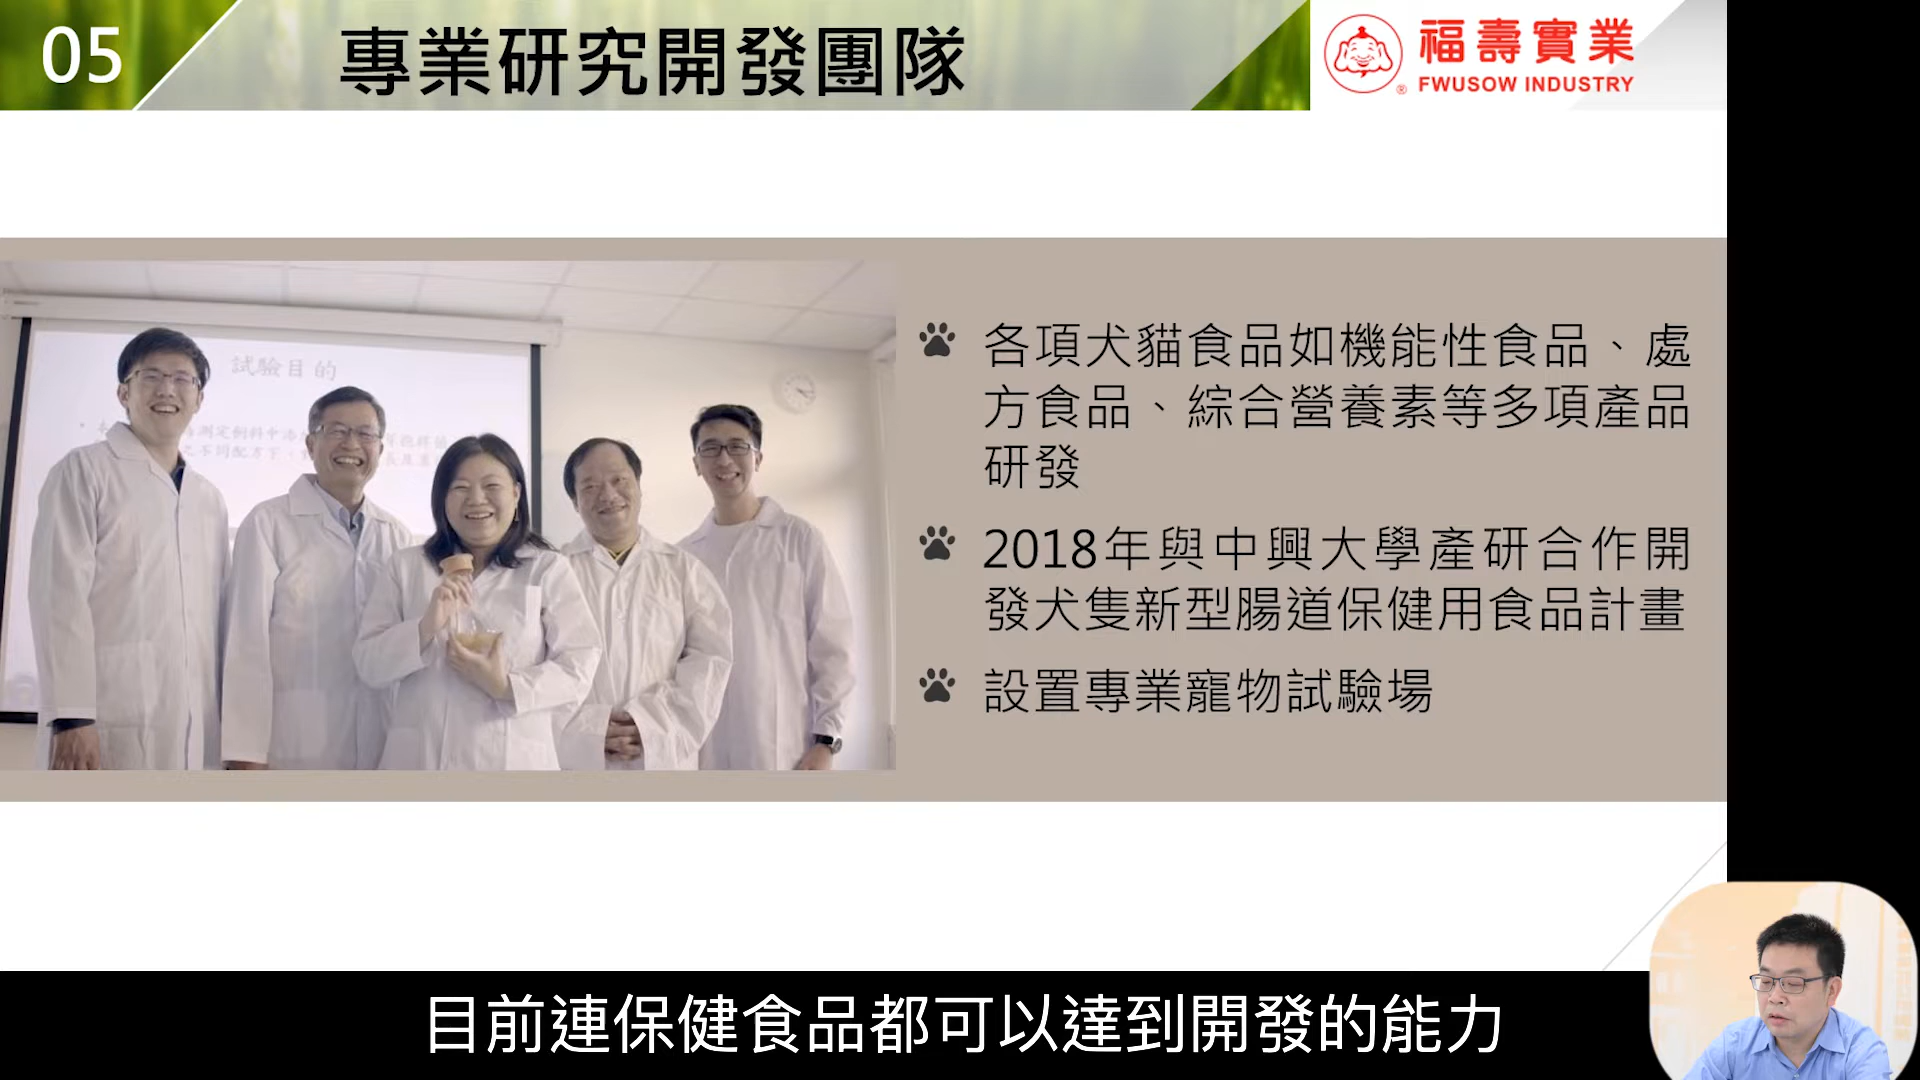 05
專業研究開發團隊
福壽實業
® FWUSOW INDUSTRY
試驗目的
各項犬貓食品如機能性食品、處
方食品、綜合營養素等多項產品
研發
2018年與中興大學產研合作開
發犬隻新型腸道保健用食品計畫
設置專業寵物試驗場
目前連保健食品都可以達到開發的能力